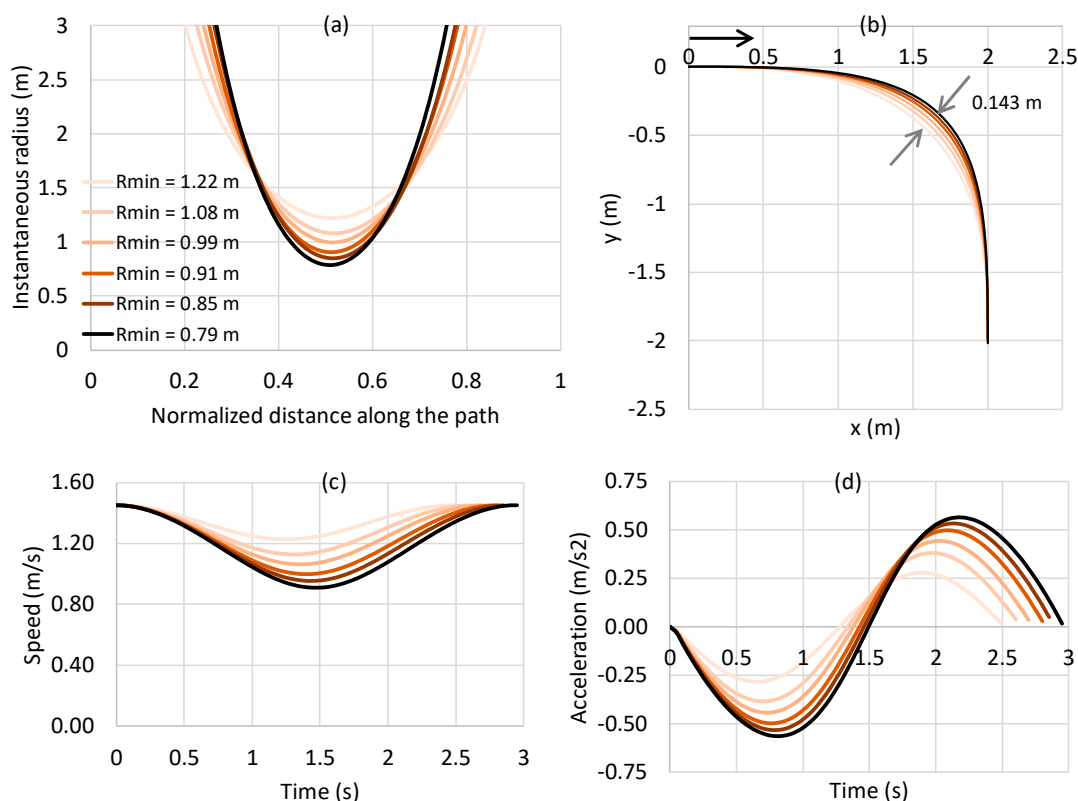 (a)
3
2.5
2
1.5
1
0.5
0
Instantaneous radius (m)
Rmin = 1.22 m
Rmin = 1.08 m
Rmin = 0.99 m
Rmin = 0.91 m
Rmin = 0.85 m
Rmin = 0.79 m
0 0.2 0.4 0.6 0.8 1
Normalized distance along the path
(b)
0 0.5 1 1.5 2 2.5
0
-0.5
-1
-1.5
-2
-2.5
y (m)
0.143 m
x (m)
(c)
1.60
1.20
0.80
0.40
0.00
Speed (m/s)
0 0.5 1 1.5 2 2.5 3
Time (s)
(d)
0.75
0.50
0.25
0.00
-0.25
-0.50
-0.75
Acceleration (m/s2)
0 0.5 1 1.5 2 2.5 3
Time (s)